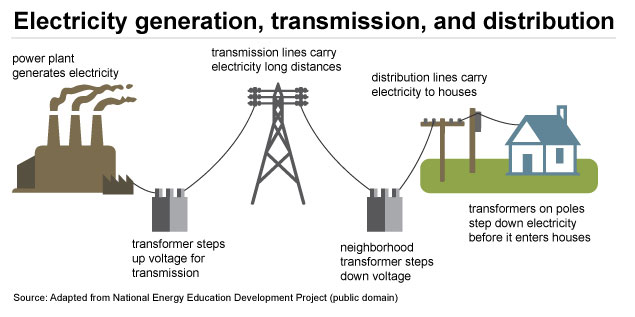 Electricity generation, transmission, and distribution
power plant
generates electricity
transmission lines carry
electricity long distances
distribution lines carry
electricity to houses
transformer steps
up voltage for
transmission
neighborhood
transformer steps
down voltage
transformers on poles
step down electricity
before it enters houses
Source: Adapted from National Energy Education Development Project (public domain)